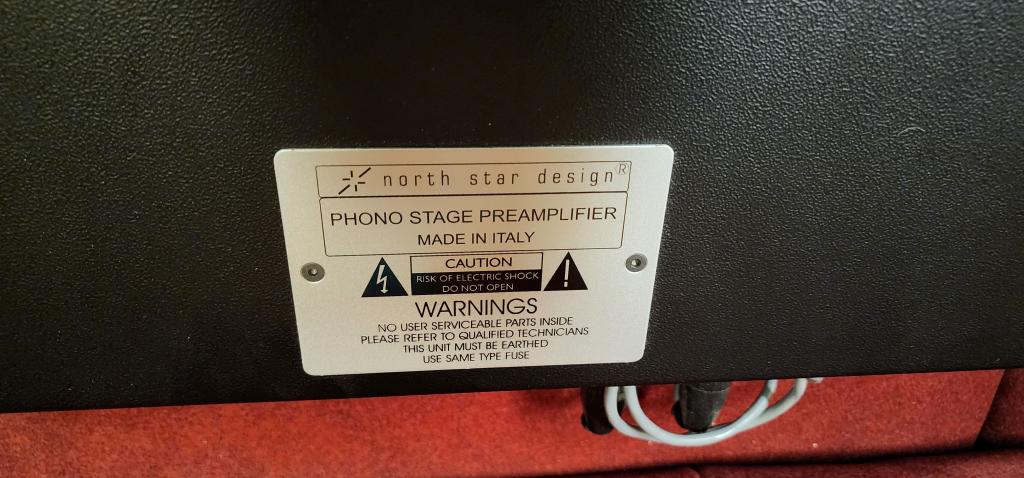 north star design®
PHONO STAGE PREAMPLIFIER
MADE IN ITALY
CAUTION
RISK OF ELECTRIC SHOCK
DO NOT OPEN
WARNINGS
NO USER SERVICEABLE PARTS INSIDE
PLEASE REFER TO QUALIFIED TECHNICIANS
THIS UNIT MUST BE EARTHED
USE SAME TYPE FUSE